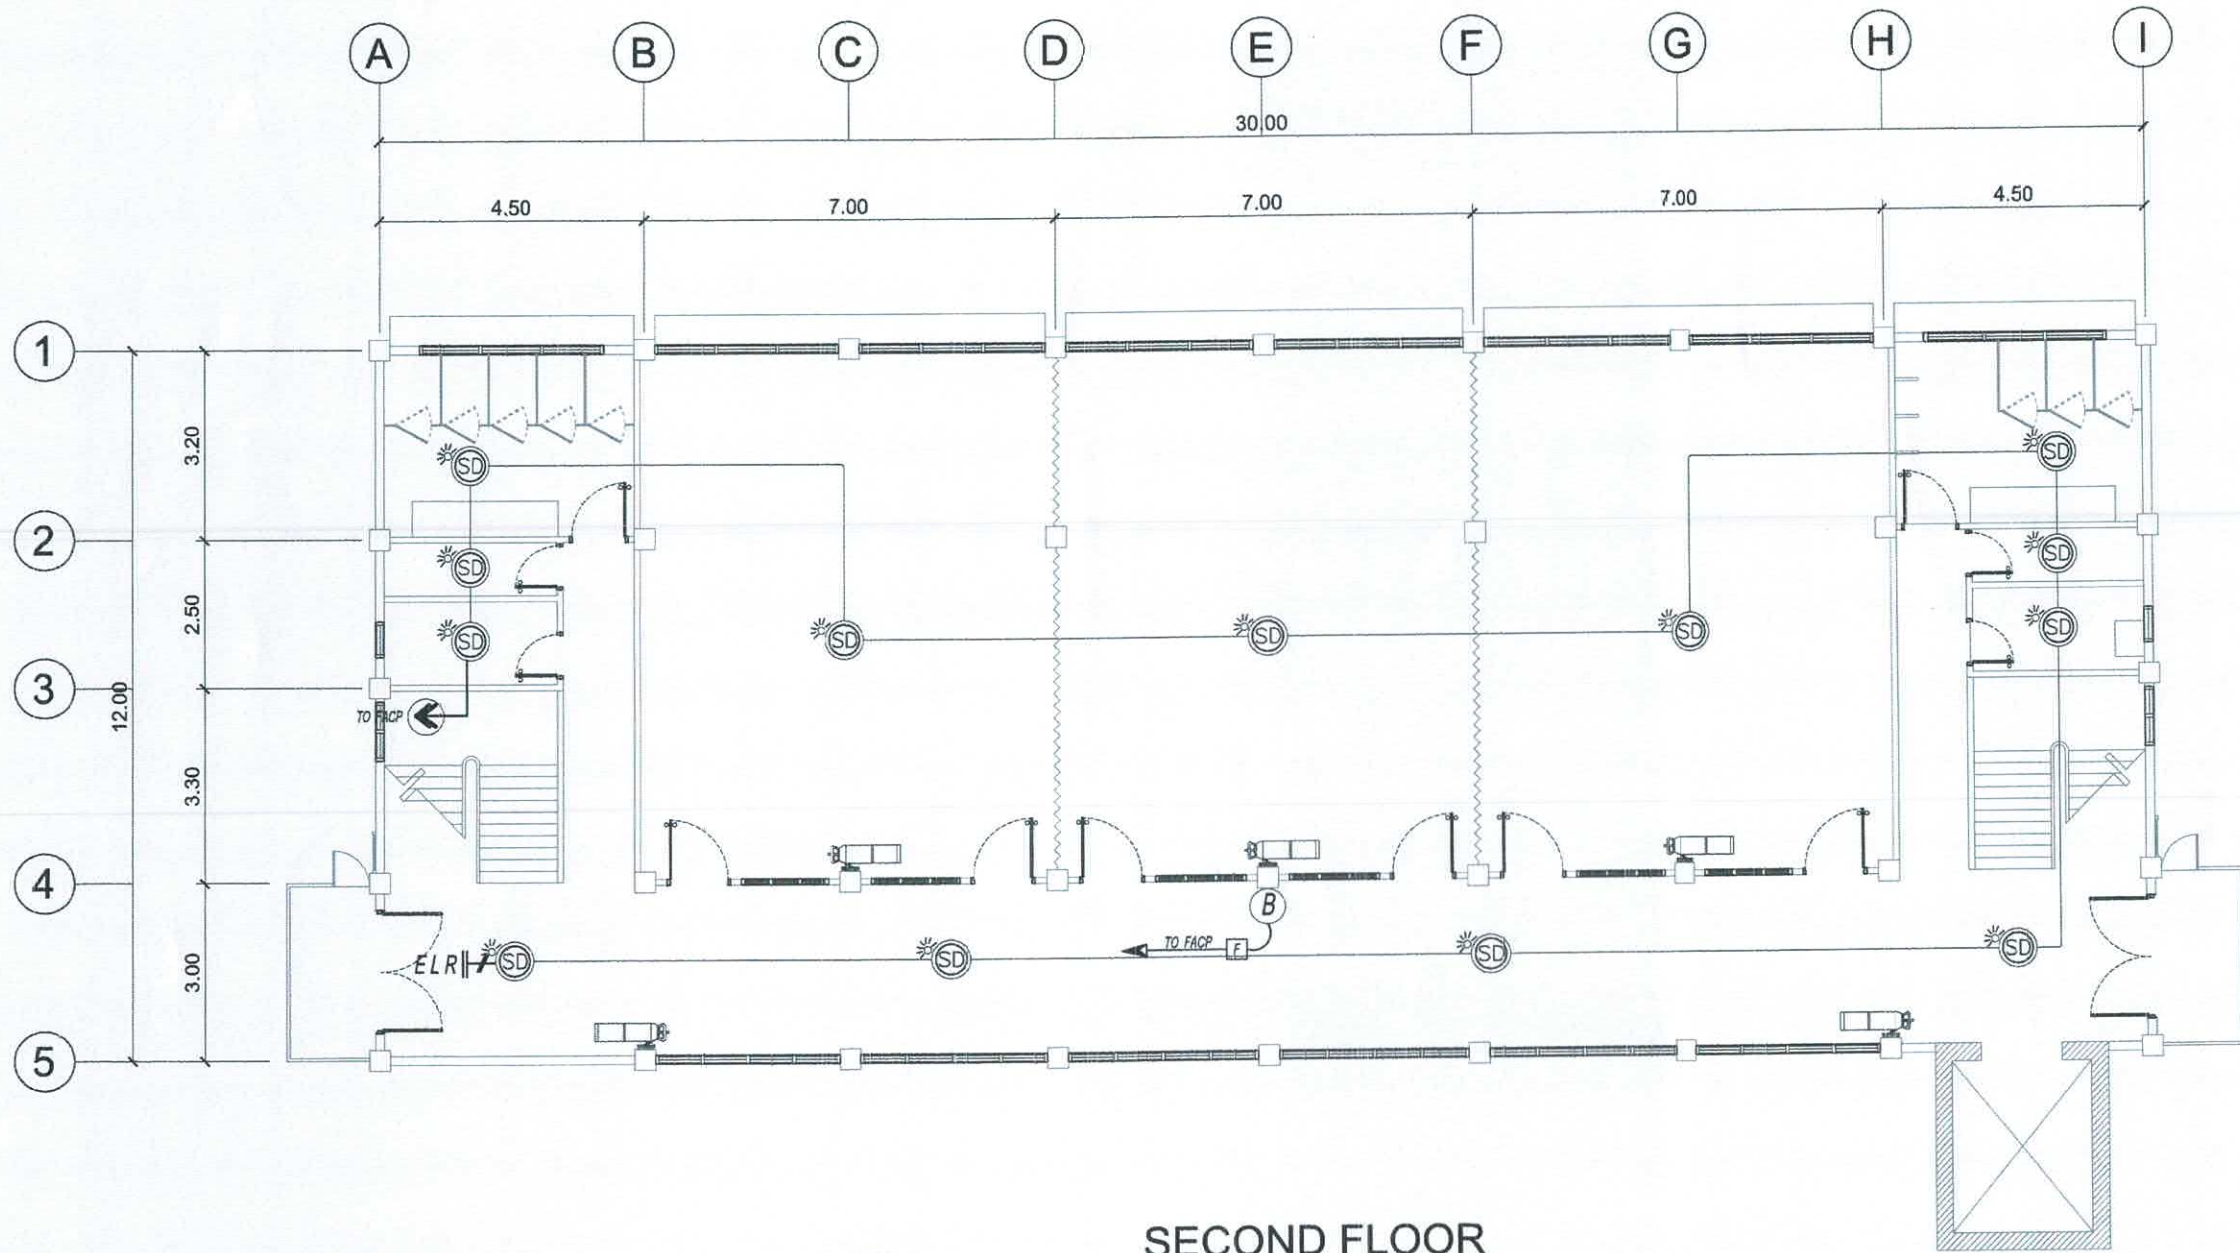 A B C D E F G H I
30.00
4.50 7.00 7.00 7.00 4.50
1
3.20
SD SD
2
SD SD
2.50
SD SD SD SD SD
3
12.00
TO FACP
3.30
4
B
3.00
ELR SD SD TO FACP F SD SD
5
SECOND FLOOR